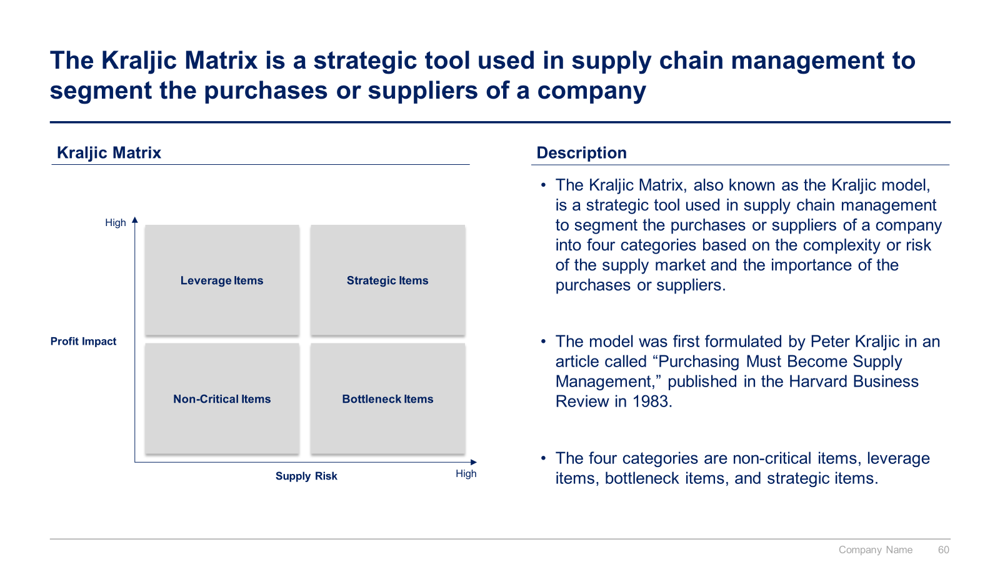 The Kraljic Matrix is a strategic tool used in supply chain management to
segment the purchases or suppliers of a company
Kraljic Matrix
High
Leverage Items
Strategic Items
Profit Impact
Non-Critical Items
Bottleneck Items
Supply Risk
High
Description
• The Kraljic Matrix, also known as the Kraljic model,
is a strategic tool used in supply chain management
to segment the purchases or suppliers of a company
into four categories based on the complexity or risk
of the supply market and the importance of the
purchases or suppliers.
• The model was first formulated by Peter Kraljic in an
article called “Purchasing Must Become Supply
Management,” published in the Harvard Business
Review in 1983.
• The four categories are non-critical items, leverage
items, bottleneck items, and strategic items.
Company Name 60